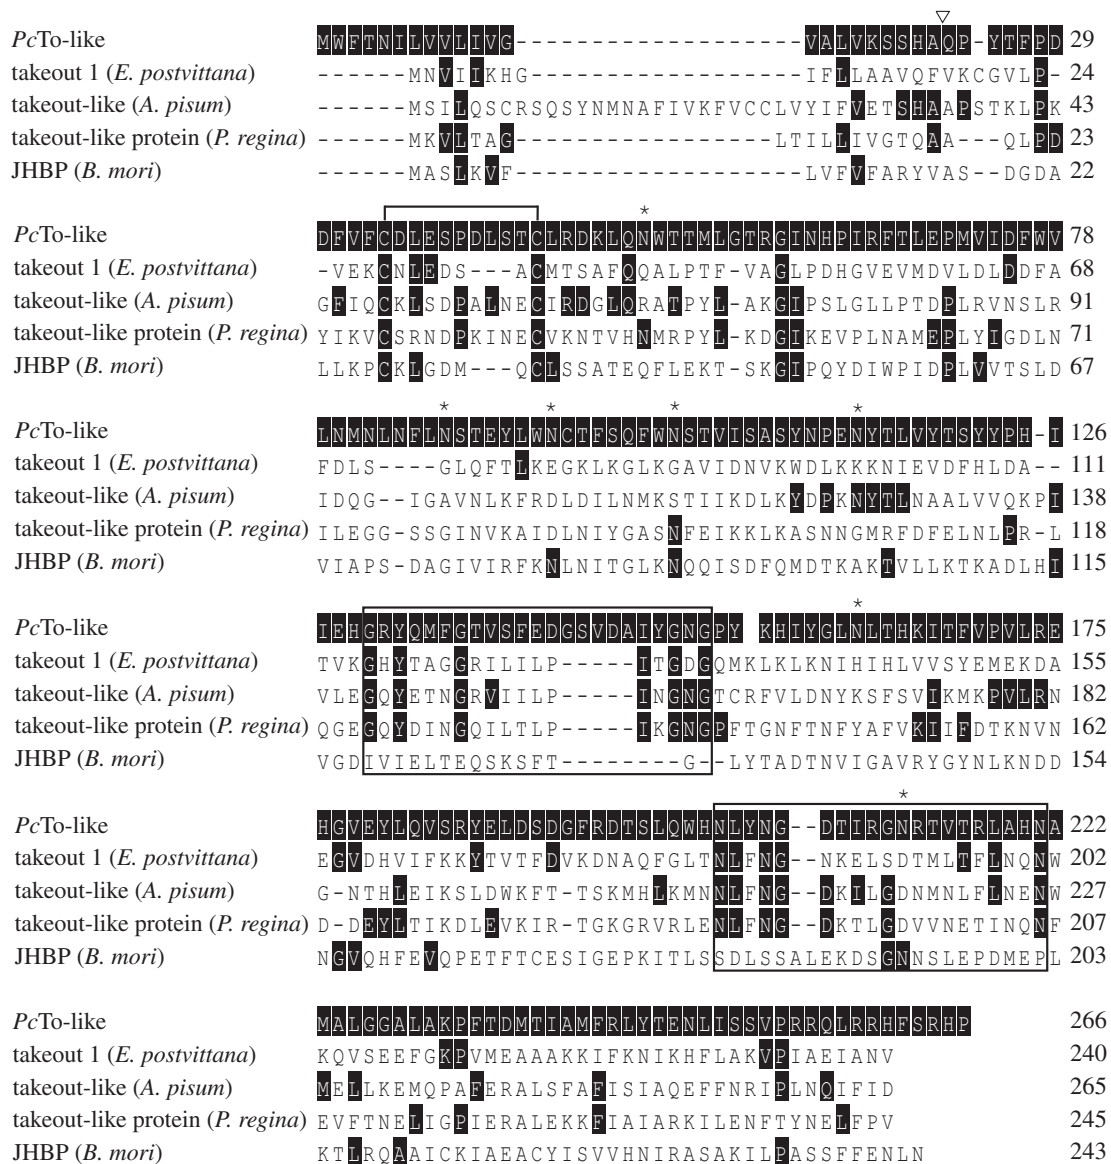 ▽
PcTo-like MWFTNILVVLIVG-------------------VALVKSSHAQP-YTFPD 29
takeout 1 (E. postvittana) ------MNVIIKHG------------------IFLLAAVQFVKCGVLP- 24
takeout-like (A. pisum) ------MSILQSCRSQSYNMNAFIVKFVCCLVYIFVETSHAAPSTKLPK 43
takeout-like protein (P. regina) ------MKVLTAG-----------------LTILLIVGTQAA--QLPD 23
JHBP (B. mori) ------MASLKVF-------------------LVFVFARYVAS--DGDA 22
*
PcTo-like DFVFCDLESPDLSTCLRDKLQNWTTMLGTRGINHPIRFTLEPMVIDFWV 78
takeout 1 (E. postvittana) -VEKCNLEDS---ACMTSAFQQALPTF-VAGLPDHGVEVMDVLDLDDFA 68
takeout-like (A. pisum) GFIQCKLSDPALNECIRDGLQRATPYL-AKGIPSLGLLPTDPLRVNSLR 91
takeout-like protein (P. regina) YIKVCSRNDPKINECVKNTVHNMRPYL-KDGIKEVPLNAMEPLYIGDLN 71
JHBP (B. mori) LLKPCKLGDM---QCLSSATEQFLEKT-SKGIPQYDIWPIDPLVVTSLD 67
* * * *
PcTo-like LNMNLNFLNSTEYLWNCTFSQFWNSTVISASYNPENYTLVYTSYYPH-I 126
takeout 1 (E. postvittana) FDLS----GLQFTLKEGKLKGLKGAVIDNVKWDLKKKNIEVDFHLDA-- 111
takeout-like (A. pisum) IDQG--IGAVNLKFRDLDILNMKSTIIKDLKYDPKNYTLNAALVVQKPI 138
takeout-like protein (P. regina) ILEGG-SSGINVKAIDLNIYGASNFEIKKLKASNNGMRFDFELNLPR-L 118
JHBP (B. mori) VIAPS-DAGIVIRFKNLNITGLKNQQISDFQMDTKAKTVLLKTKADLHI 115
*
PcTo-like IEHGRYQMFGTVSFEDGSVDAIYGNGPY KHIYGLNLTHKITFVPVLRE 175
takeout 1 (E. postvittana) TVKGHYTAGGRILILP-----ITGDGQMKLKLKNIHIHLVVSYEMEKDA 155
takeout-like (A. pisum) VLEGQYETNGRVIILP-----INGNGTCRFVLDNYKSFSVIKMKPVLRN 182
takeout-like protein (P. regina) QGEGQYDINGQILTLP-----IKGNGPFTGNFTNFYAFVKIIFDTKNVN 162
JHBP (B. mori) VGDIVIELTEQSKSFT--------G--LYTADTNVIGAVRYGYNLKNDD 154
*
PcTo-like HGVEYLQVSRYELDSDGFRDTSLQWHNLYNG--DTIRGNRTVTRLAHNA 222
takeout 1 (E. postvittana) EGVDHVIFKKYTVTFDVKDNAQFGLTNLFNG--NKELSDTMLTFLNQNW 202
takeout-like (A. pisum) G-NTHLEIKSLDWKFT-TSKMHLKMNNLFNG--DKILGDNMNLFLNENW 227
takeout-like protein (P. regina) D-DEYLTIKDLEVKIR-TGKGRVRLENLFNG--DKTLGDVVNETINQNF 207
JHBP (B. mori) NGVQHFEVQPETFTCESIGEPKITLSSDLSSALEKDSGNNSLEPDMEPL 203
PcTo-like MALGGALAKPFTDMTIAMFRLYTENLISSVPRRQLRRHFSRHP 266
takeout 1 (E. postvittana) KQVSEEFGKPVMEAAAKKIFKNIKHFLAKVPIAEIANV 240
takeout-like (A. pisum) MELLKEMQPAFERALSFAFISIAQEFFNRIPLNQIFID 265
takeout-like protein (P. regina) EVFTNELIGPIERALEKKFIAIARKILENFTYNELFPV 245
JHBP (B. mori) KTLRQAAICKIAEACYISVVHNIRASAKILPASSFFENLN 243